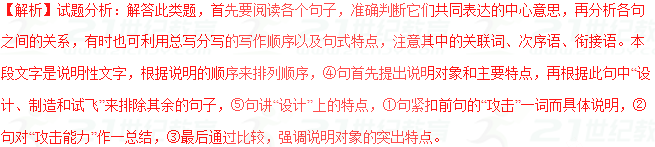 【解析】试题分析：解答此类题，首先要阅读各个句子，准确判断它们共同表达的中心意思，再分析各句
之间的关系，有时也可利用总写分写的写作顺序以及句式特点，注意其中的关联词、次序语、衔接语。本
段文字是说明性文字，根据说明的顺序来排列顺序，④句首先提出说明对象和主要特点，再根据此句中“设
计、制造和试飞”来排除其余的句子，⑤句讲“设计”上的特点，①句紧扣前句的“攻击”一词而具体说明，②
句对“攻击能力”作一总结，③最后通过比较，强调说明对象的突出特点。